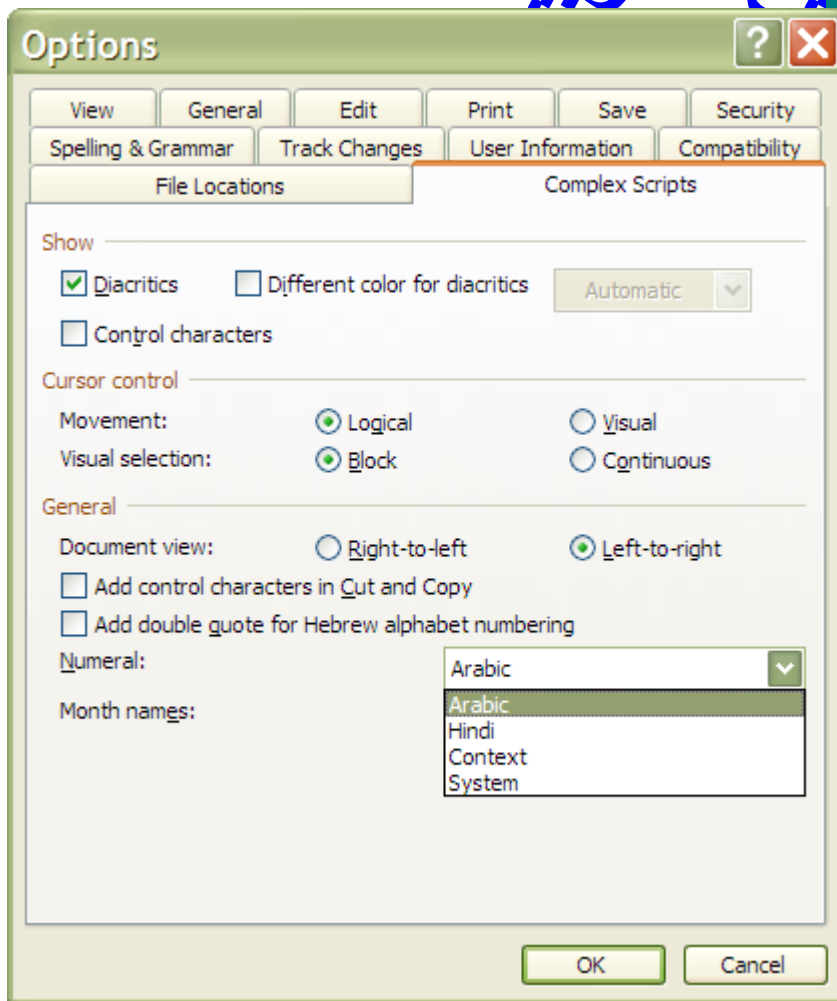 Options
View General Edit Print Save Security
Spelling & Grammar Track Changes User Information Compatibility
File Locations Complex Scripts
Show
Diacritics Different color for diacritics Automatic
Control characters
Cursor control
Movement: Logical Visual
Visual selection: Block Continuous
General
Document view: Right-to-left Left-to-right
Add control characters in Cut and Copy
Add double quote for Hebrew alphabet numbering
Numeral: Arabic
Arabic
Month names:
Hindi
Context
System
OK Cancel